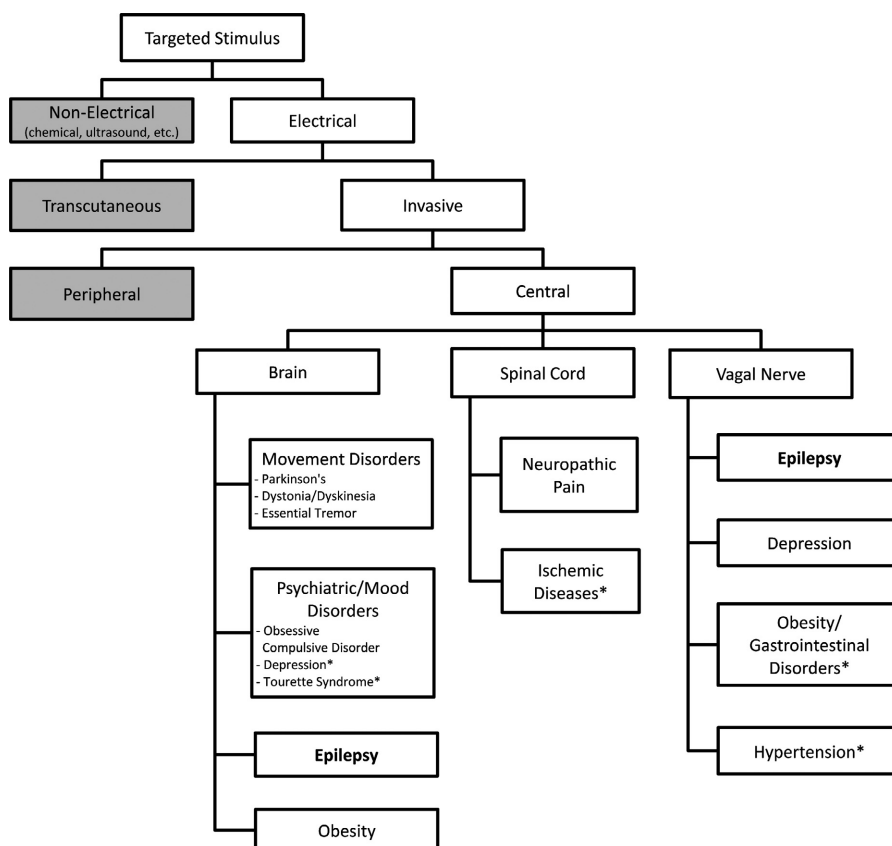 Targeted Stimulus
Non-Electrical
(chemical, ultrasound, etc.)
Electrical
Transcutaneous
Invasive
Peripheral
Central
Brain
Spinal Cord
Vagal Nerve
Movement Disorders
- Parkinson's
- Dystonia/Dyskinesia
- Essential Tremor
Psychiatric/Mood
Disorders
- Obsessive
Compulsive Disorder
- Depression*
- Tourette Syndrome*
Epilepsy
Obesity
Neuropathic
Pain
Ischemic
Diseases*
Epilepsy
Depression
Obesity/
Gastrointestinal
Disorders*
Hypertension*